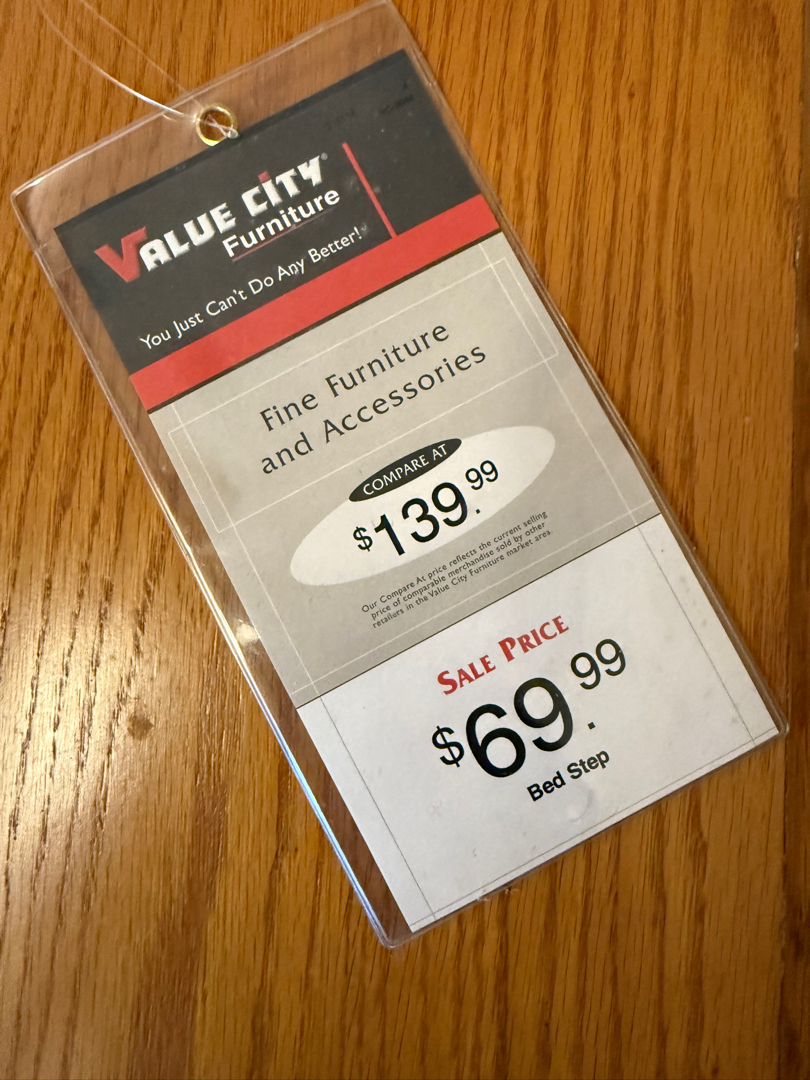 VALUE CITY®
Furniture
You Just Can't Do Any Better!®
Fine Furniture
and Accessories
COMPARE AT
$139.99
Our Compare At price reflects the current selling
price of comparable merchandise sold by other
retailers in the Value City Furniture market area.
SALE PRICE
$69.99
Bed Step